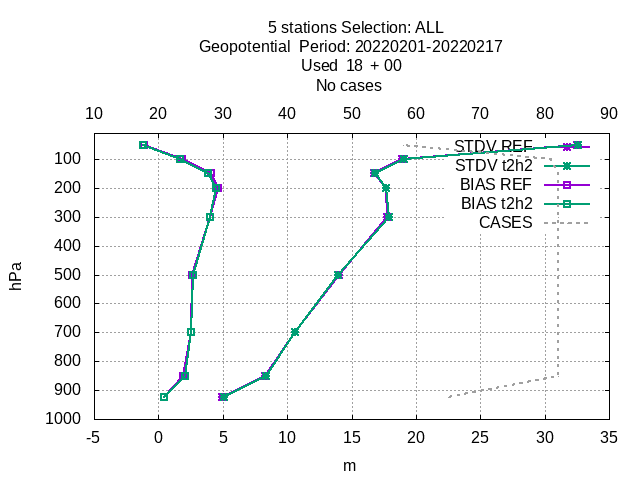 5 stations Selection: ALL
Geopotential  Period: 20220201-20220217
Used  18  + 00
No cases
10 20 30 40 50 60 70 80 90
STDV REF
STDV t2h2
BIAS REF
BIAS t2h2
CASES
100
200
300
400
500
600
700
800
900
1000
hPa
-5 0 5 10 15 20 25 30 35
m